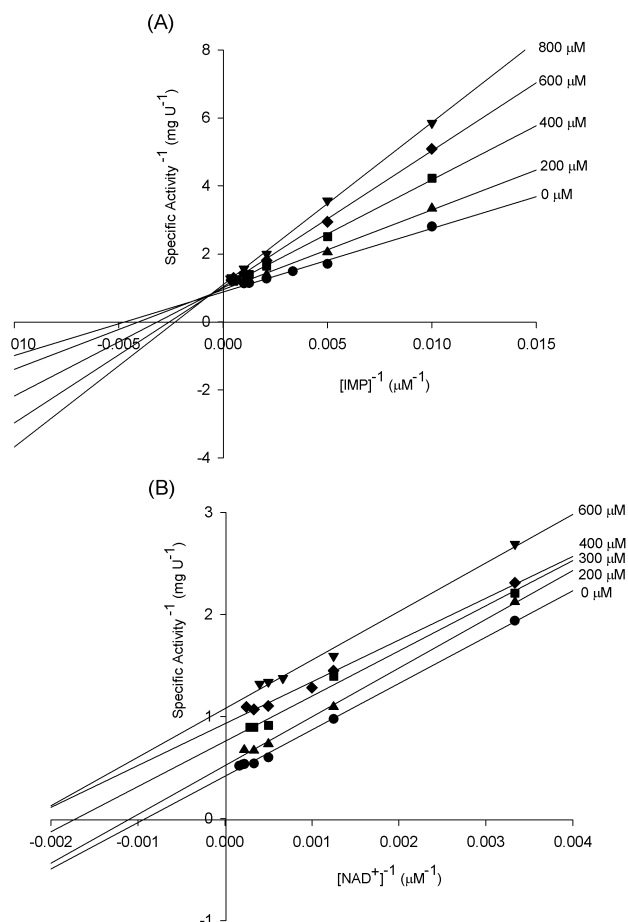 (A)
8
6
4
2
0
-2
-4
Specific Activity⁻¹ (mg U⁻¹)
800 μM
600 μM
400 μM
200 μM
0 μM
010
-0.005
0.000
0.005
0.010
0.015
[IMP]⁻¹ (μM⁻¹)
(B)
3
2
1
0
-1
Specific Activity⁻¹ (mg U⁻¹)
600 μM
400 μM
300 μM
200 μM
0 μM
-0.002
-0.001
0.000
0.001
0.002
0.003
0.004
[NAD⁺]⁻¹ (μM⁻¹)